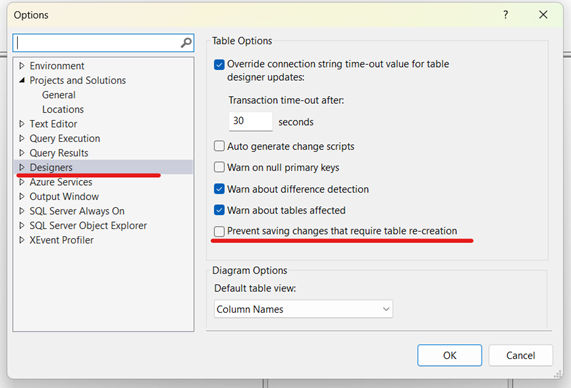 Options
?
Environment
Projects and Solutions
General
Locations
Text Editor
Query Execution
Query Results
Designers
Azure Services
Output Window
SQL Server Always On
SQL Server Object Explorer
XEvent Profiler
Table Options
Override connection string time-out value for table
designer updates:
Transaction time-out after:
30 seconds
Auto generate change scripts
Warn on null primary keys
Warn about difference detection
Warn about tables affected
Prevent saving changes that require table re-creation
Diagram Options
Default table view:
Column Names
OK
Cancel